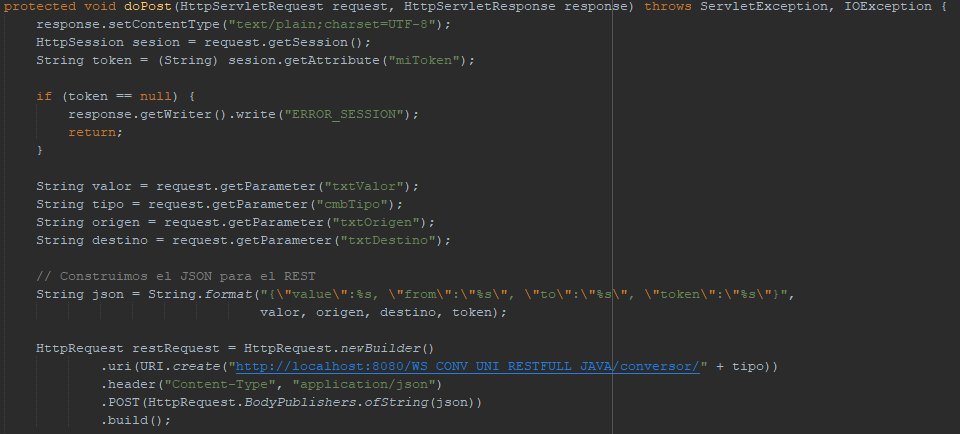 protected void doPost(HttpServletRequest request, HttpServletResponse response) throws ServletException, IOException {
    response.setContentType("text/plain;charset=UTF-8");
    HttpSession sesion = request.getSession();
    String token = (String) sesion.getAttribute("miToken");

    if (token == null) {
        response.getWriter().write("ERROR_SESSION");
        return;
    }

    String valor = request.getParameter("txtValor");
    String tipo = request.getParameter("cmbTipo");
    String origen = request.getParameter("txtOrigen");
    String destino = request.getParameter("txtDestino");

    // Construimos el JSON para el REST
    String json = String.format("{\"value\":%s, \"from\":\"%s\", \"to\":\"%s\", \"token\":\"%s\"}",
                                valor, origen, destino, token);

    HttpRequest restRequest = HttpRequest.newBuilder()
            .uri(URI.create("http://localhost:8080/WS_CONV_UNI_RESTFULL_JAVA/conversor/" + tipo))
            .header("Content-Type", "application/json")
            .POST(HttpRequest.BodyPublishers.ofString(json))
            .build();